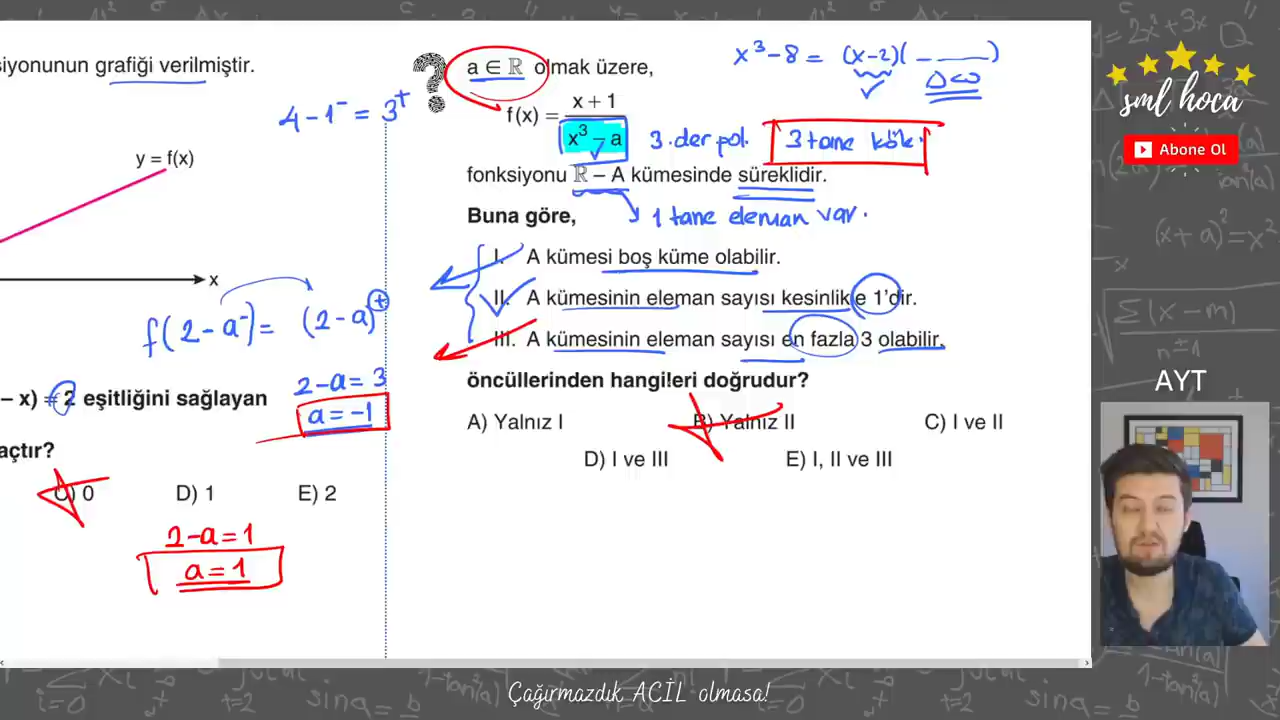 siyonunun grafiği verilmiştir.
4 - 1⁻ = 3⁺
y = f(x)
x
f(2 - a⁻) = (2 - a)⁺
2 - a = 3
a = -1
– x) = 2 eşitliğini sağlayan
açtır?
C) 0 D) 1 E) 2
2 - a = 1
a = 1
?
a ∈ ℝ olmak üzere,
x³ - 8 = (x-2)( - )
Δ<0
f(x) = x + 1 / x³ – a
3. der pol. 3 tane kök.
fonksiyonu ℝ – A kümesinde süreklidir.
1 tane eleman var.
Buna göre,
I. A kümesi boş küme olabilir.
II. A kümesinin eleman sayısı kesinlikle 1'dir.
III. A kümesinin eleman sayısı en fazla 3 olabilir.
öncüllerinden hangileri doğrudur?
A) Yalnız I B) Yalnız II C) I ve II
D) I ve III E) I, II ve III
sml hoca
Abone Ol
AYT
Çağırmazdık ACİL olmasa!